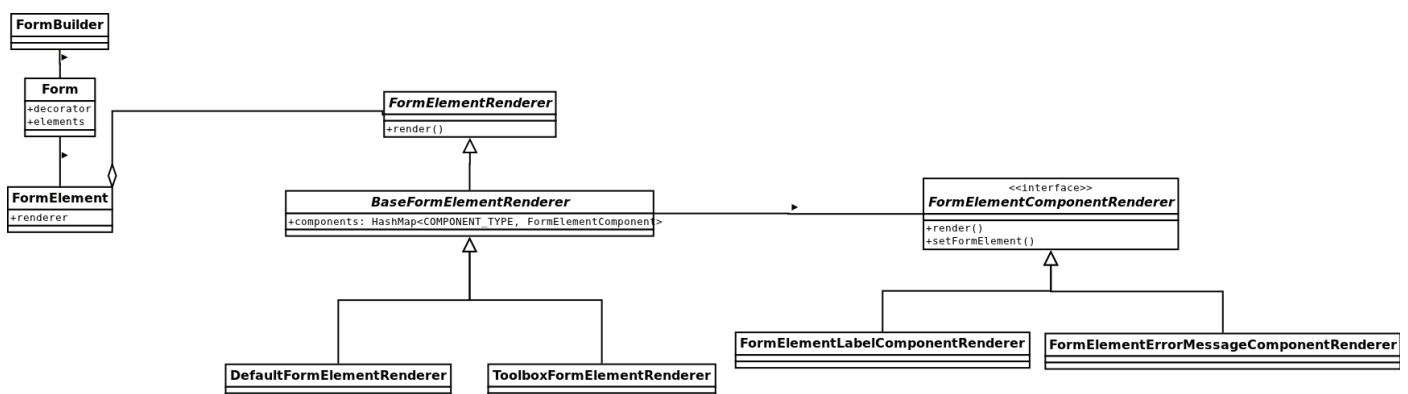 FormBuilder
Form
+decorator
+elements
FormElement
+renderer
FormElementRenderer
+render()
BaseFormElementRenderer
+components: HashMap<COMPONENT_TYPE, FormElementComponent>
<<interface>>
FormElementComponentRenderer
+render()
+setFormElement()
DefaultFormElementRenderer
ToolboxFormElementRenderer
FormElementLabelComponentRenderer
FormElementErrorMessageComponentRenderer